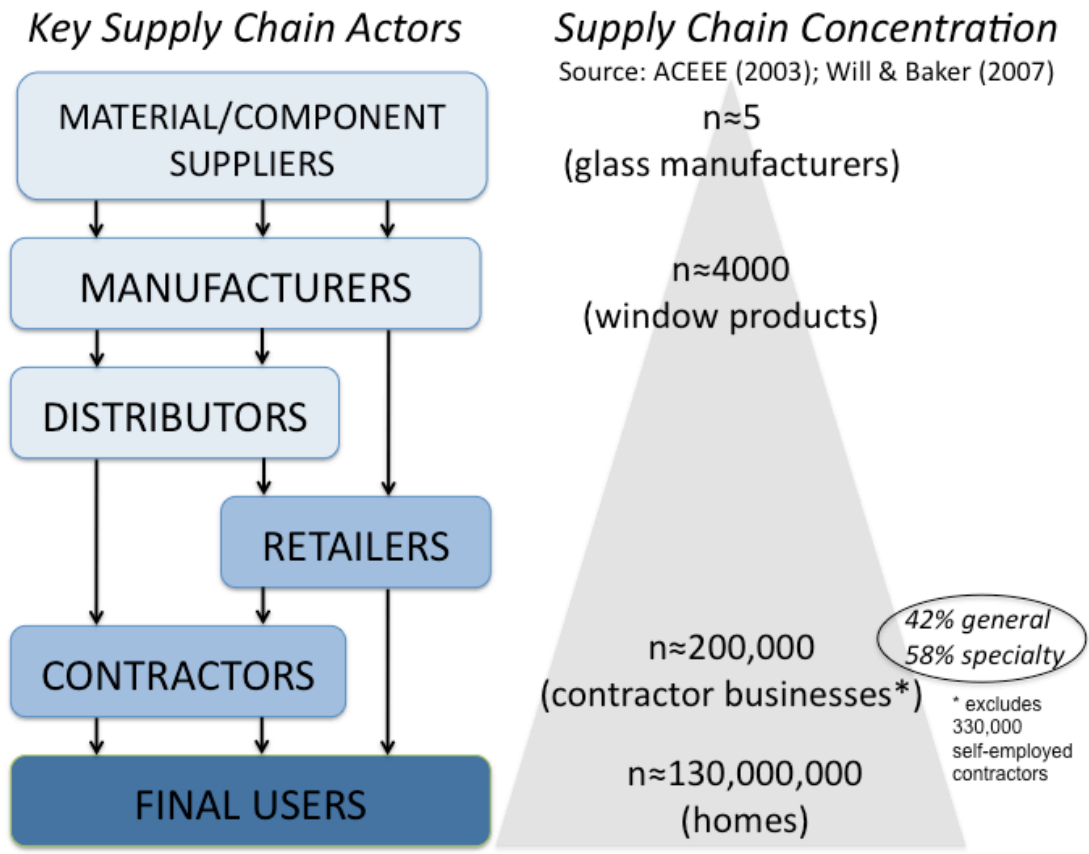 Key Supply Chain Actors
MATERIAL/COMPONENT
SUPPLIERS
MANUFACTURERS
DISTRIBUTORS
RETAILERS
CONTRACTORS
FINAL USERS
Supply Chain Concentration
Source: ACEEE (2003); Will & Baker (2007)
n≈5
(glass manufacturers)
n≈4000
(window products)
n≈200,000
(contractor businesses*)
42% general
58% specialty
* excludes
330,000
self-employed
contractors
n≈130,000,000
(homes)